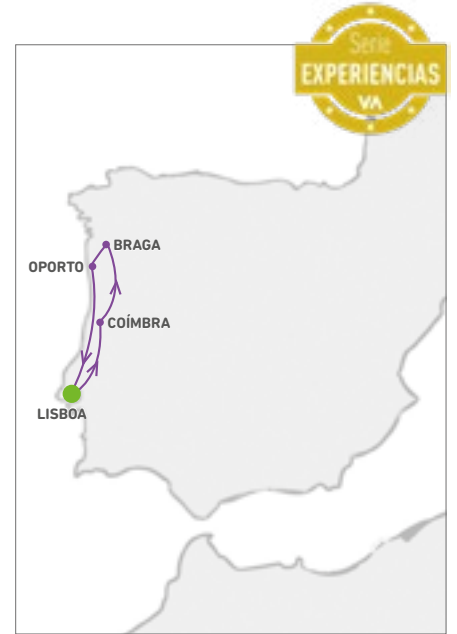 Serie
EXPERIENCIAS
VA
BRAGA
OPORTO
COÍMBRA
LISBOA